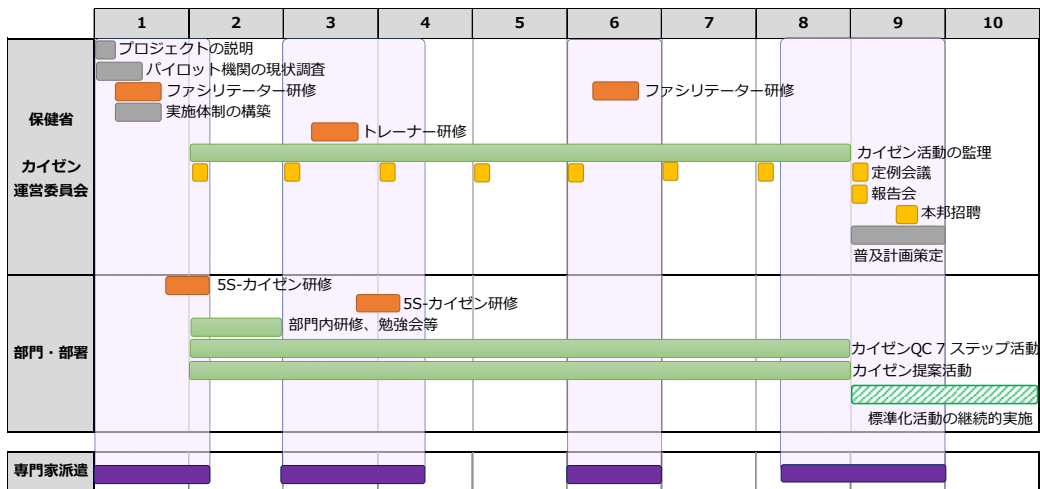 1 2 3 4 5 6 7 8 9 10
保健省
カイゼン
運営委員会
プロジェクトの説明
パイロット機関の現状調査
ファシリテーター研修
ファシリテーター研修
実施体制の構築
トレーナー研修
カイゼン活動の監理
定例会議
報告会
本邦招聘
普及計画策定
部門・部署
5S-カイゼン研修
5S-カイゼン研修
部門内研修、勉強会等
カイゼンQC 7 ステップ活動
カイゼン提案活動
標準化活動の継続的実施
専門家派遣